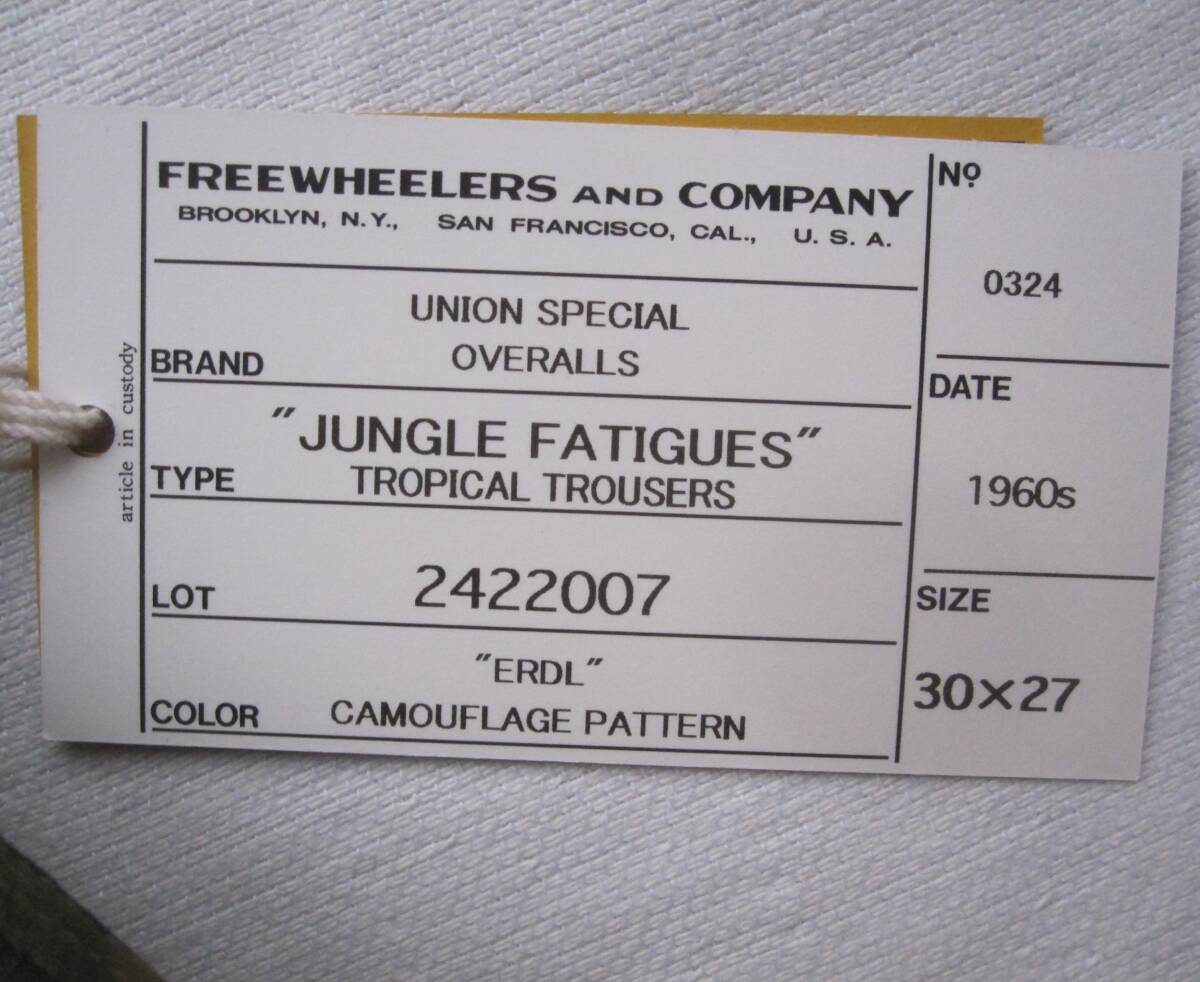 FREEWHEELERS AND COMPANY
BROOKLYN, N.Y., SAN FRANCISCO, CAL., U. S. A.
UNION SPECIAL
BRAND OVERALLS
"JUNGLE FATIGUES"
TYPE TROPICAL TROUSERS
LOT 2422007
"ERDL"
COLOR CAMOUFLAGE PATTERN
Nº
0324
DATE
1960s
SIZE
30×27
article in custody